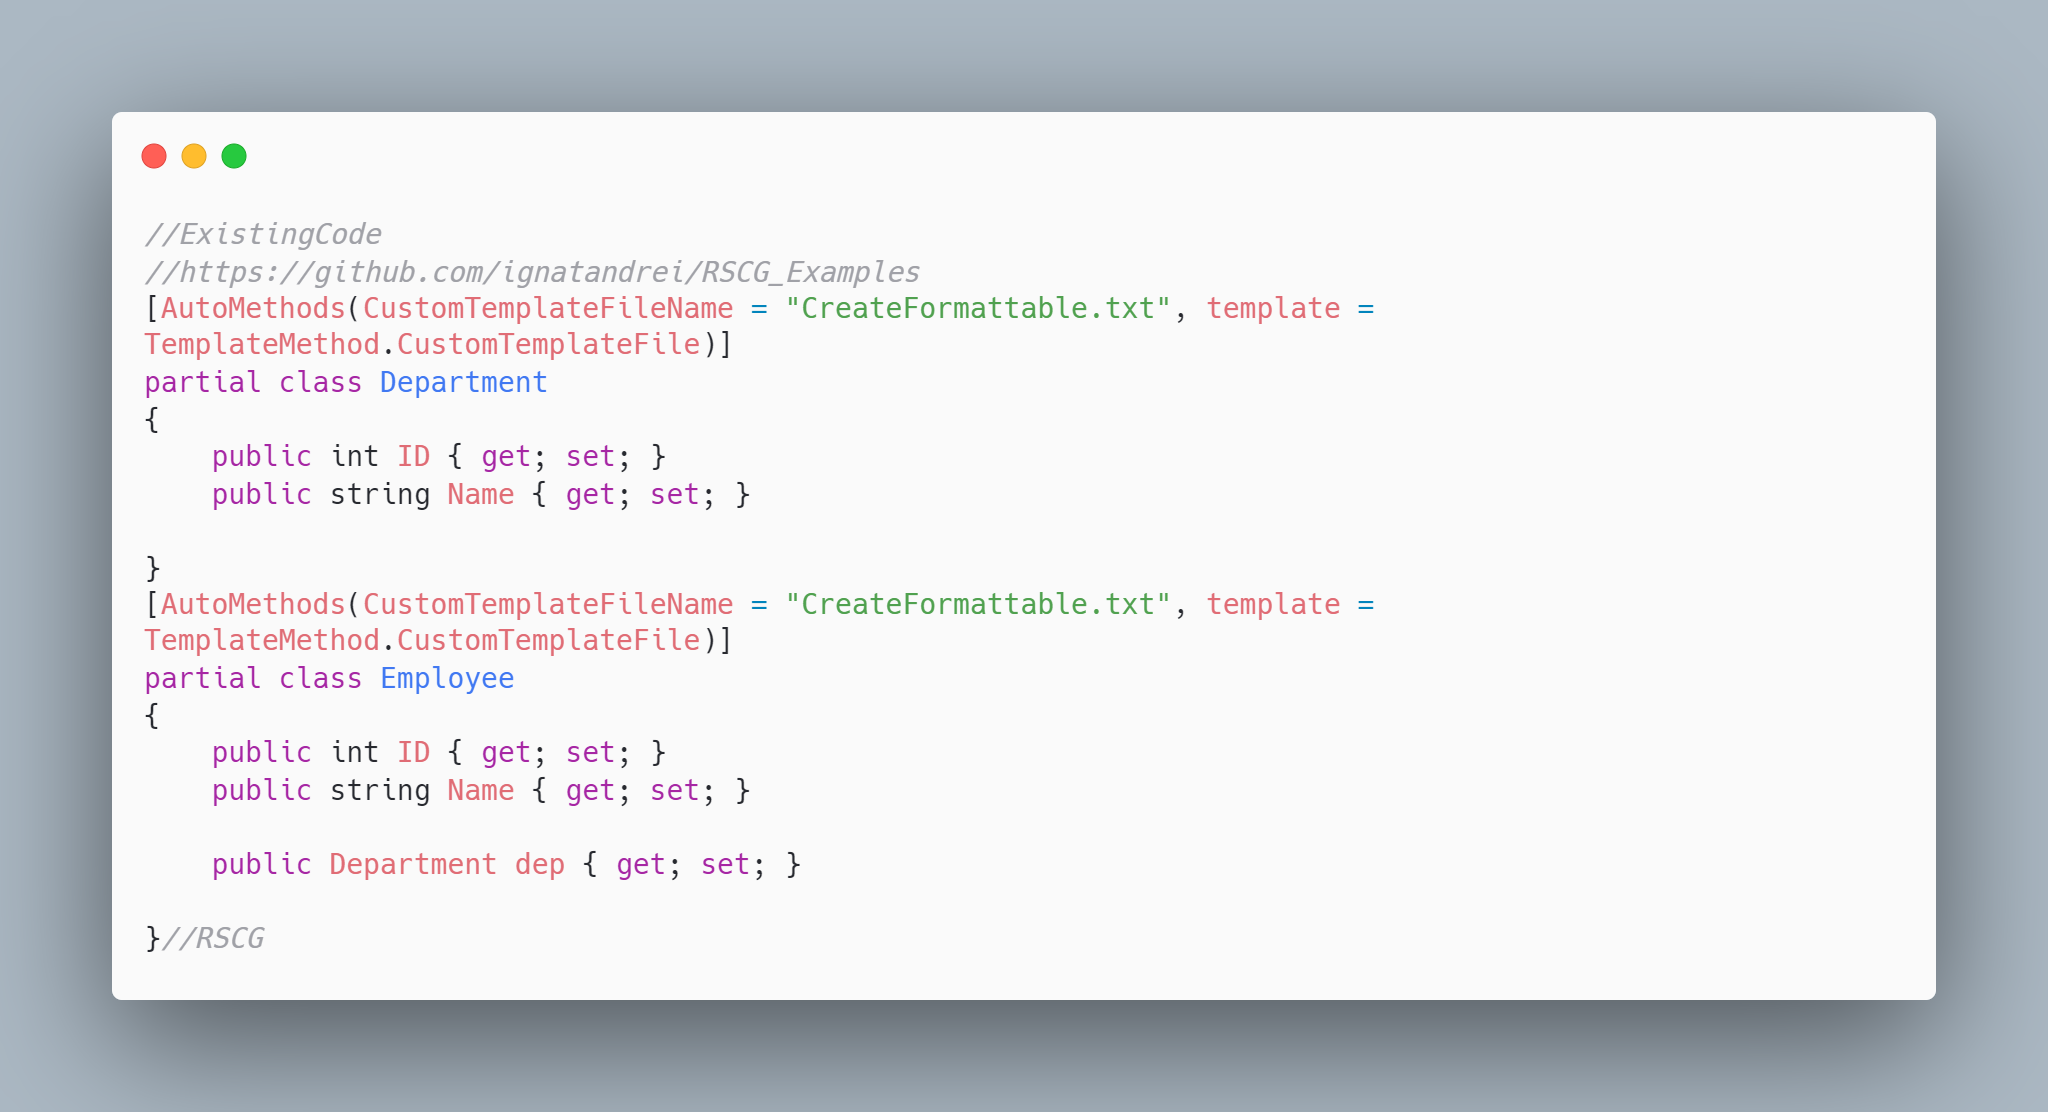 //ExistingCode
//https://github.com/ignatandrei/RSCG_Examples
[AutoMethods(CustomTemplateFileName = "CreateFormattable.txt", template =
TemplateMethod.CustomTemplateFile)]
partial class Department
{
    public int ID { get; set; }
    public string Name { get; set; }

}
[AutoMethods(CustomTemplateFileName = "CreateFormattable.txt", template =
TemplateMethod.CustomTemplateFile)]
partial class Employee
{
    public int ID { get; set; }
    public string Name { get; set; }

    public Department dep { get; set; }

}//RSCG